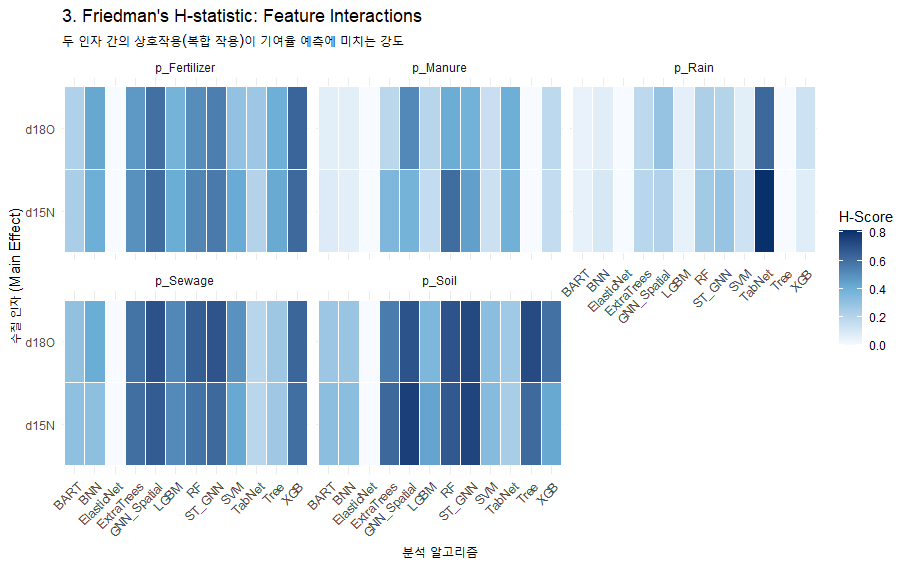 3. Friedman's H-statistic: Feature Interactions
두 인자 간의 상호작용(복합 작용)이 기여율 예측에 미치는 강도
p_Fertilizer
p_Manure
p_Rain
d18O
d15N
BART
BNN
ElasticNet
ExtraTrees
GNN_Spatial
LGBM
RF
ST_GNN
SVM
TabNet
Tree
XGB
p_Sewage
p_Soil
d18O
d15N
BART
BNN
ElasticNet
ExtraTrees
GNN_Spatial
LGBM
RF
ST_GNN
SVM
TabNet
Tree
XGB
BART
BNN
ElasticNet
ExtraTrees
GNN_Spatial
LGBM
RF
ST_GNN
SVM
TabNet
Tree
XGB
수질 인자 (Main Effect)
분석 알고리즘
H-Score
0.8
0.6
0.4
0.2
0.0